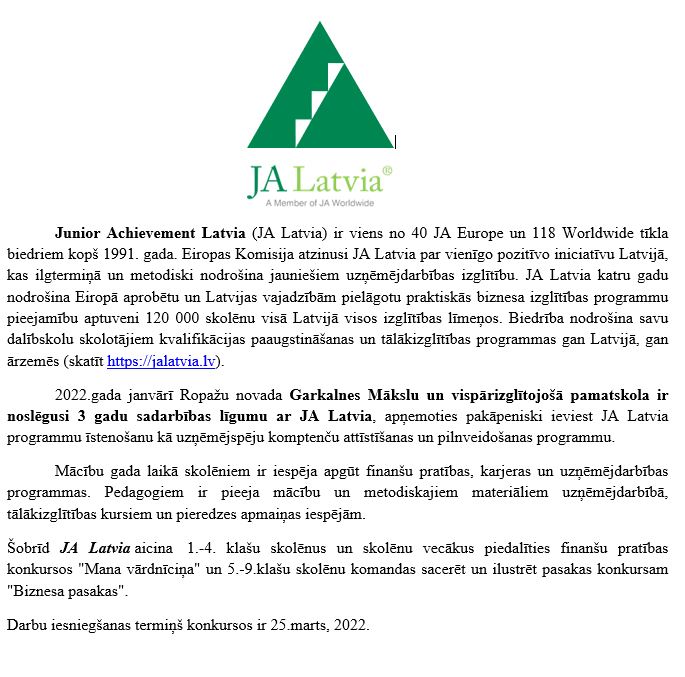 JA Latvia®
A Member of JA Worldwide
Junior Achievement Latvia (JA Latvia) ir viens no 40 JA Europe un 118 Worldwide tīkla
biedriem kopš 1991. gada. Eiropas Komisija atzinusi JA Latvia par vienīgo pozitīvo iniciatīvu Latvijā,
kas ilgtermiņā un metodiski nodrošina jauniešiem uzņēmējdarbības izglītību. JA Latvia katru gadu
nodrošina Eiropā aprobētu un Latvijas vajadzībām pielāgotu praktiskās biznesa izglītības programmu
pieejamību aptuveni 120 000 skolēnu visā Latvijā visos izglītības līmeņos. Biedrība nodrošina savu
dalībskolu skolotājiem kvalifikācijas paaugstināšanas un tālākizglītības programmas gan Latvijā, gan
ārzemēs (skatīt https://jalatvia.lv).
2022.gada janvārī Ropažu novada Garkalnes Mākslu un vispārizglītojošā pamatskola ir
noslēgusi 3 gadu sadarbības līgumu ar JA Latvia, apņemoties pakāpeniski ieviest JA Latvia
programmu īstenošanu kā uzņēmējspēju komptenču attīstīšanas un pilnveidošanas programmu.
Mācību gada laikā skolēniem ir iespēja apgūt finanšu pratības, karjeras un uzņēmējdarbības
programmas. Pedagogiem ir pieeja mācību un metodiskajiem materiāliem uzņēmējdarbībā,
tālākizglītības kursiem un pieredzes apmaiņas iespējām.
Šobrīd JA Latvia aicina 1.-4. klašu skolēnus un skolēnu vecākus piedalīties finanšu pratības
konkursos "Mana vārdnīciņa" un 5.-9.klašu skolēnu komandas sacerēt un ilustrēt pasakas konkursam
"Biznesa pasakas".
Darbu iesniegšanas termiņš konkursos ir 25.marts, 2022.